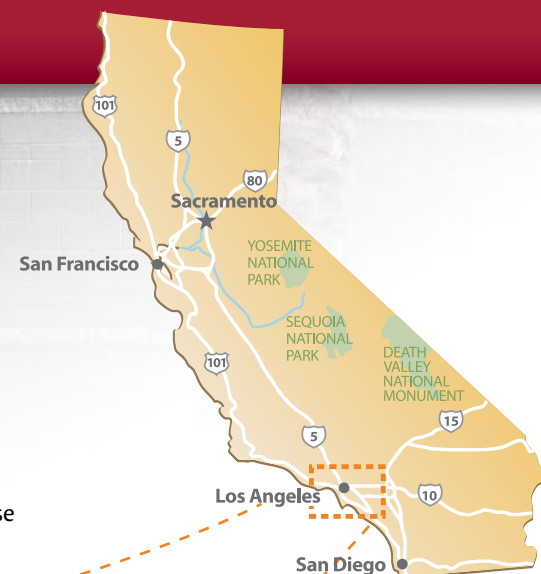 101
5
80
Sacramento
San Francisco
YOSEMITE
NATIONAL
PARK
SEQUOIA
NATIONAL
PARK
DEATH
VALLEY
NATIONAL
MONUMENT
101
15
5
10
Los Angeles
se
San Diego